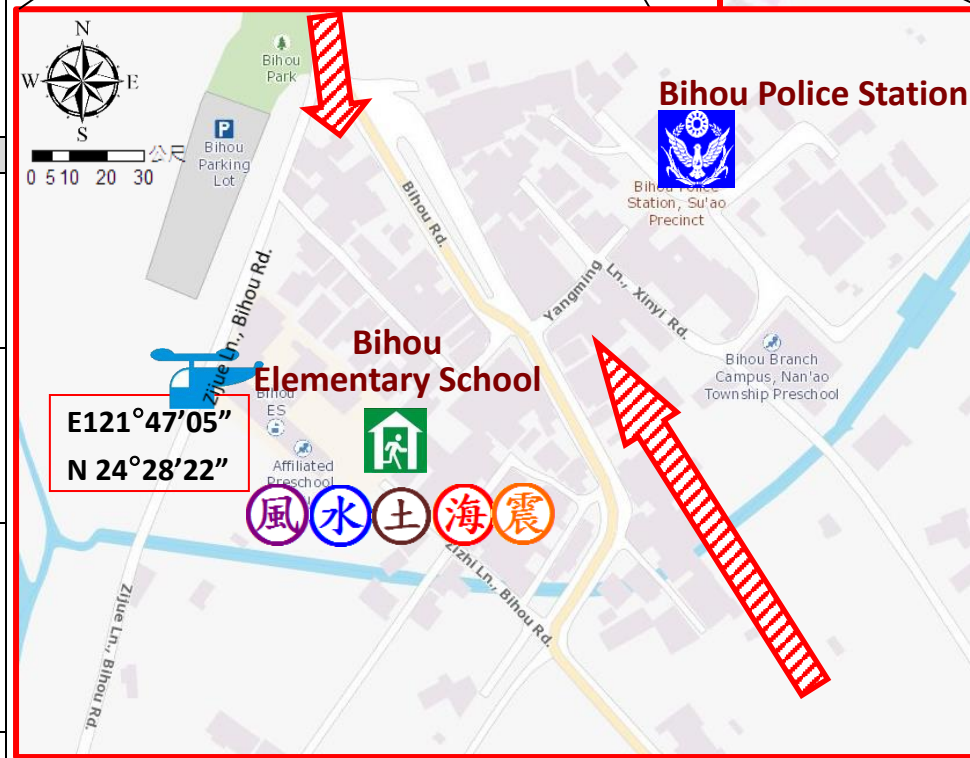 N
W
E
S
公尺
0 5 10 20 30
Bihou
Park
P
Bihou
Parking
Lot
Bihou Police Station
Bihou Police
Station, Su'ao
Precinct
Bihou Rd.
Zijue Ln., Bihou Rd.
Yangming
Ln., Xinyi Rd.
Bihou
Elementary School
Bihou
ES
Bihou Branch
Campus, Nan'ao
Township Preschool
E121°47’05”
N 24°28’22”
Affiliated
Preschool
風 水 土 海 震
Zizhi Ln., Bihou Rd.
Zijue Ln., Bihou Rd.